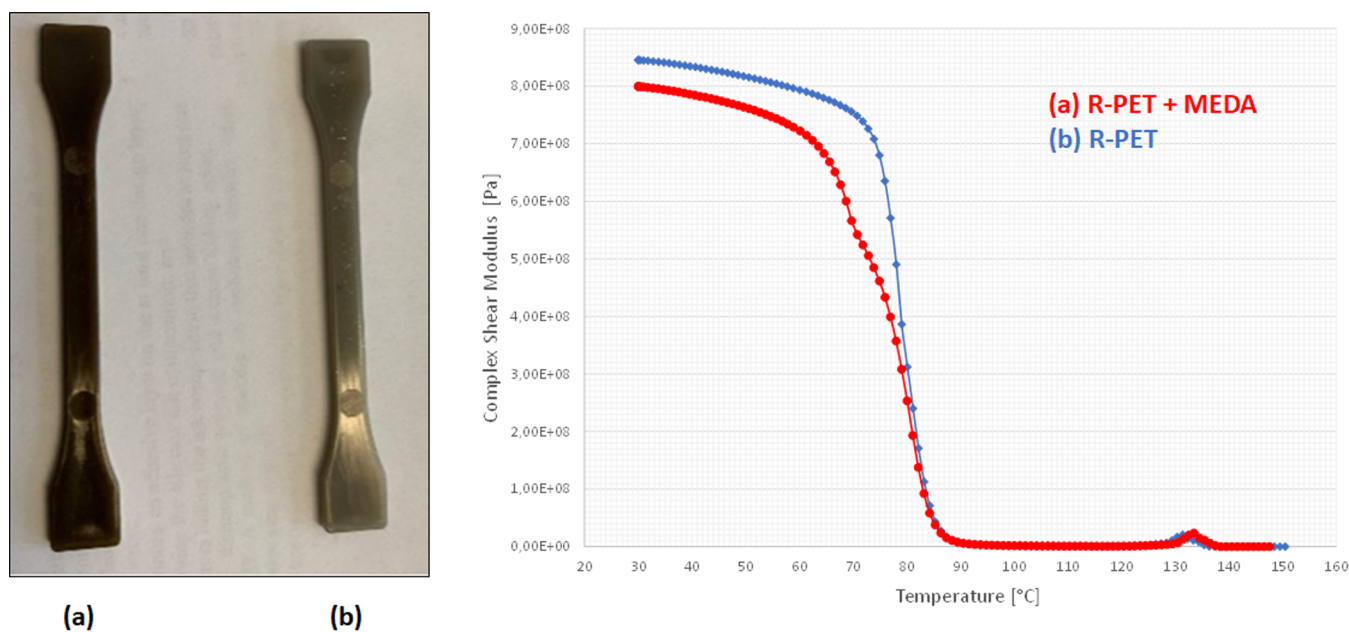 (a)
(b)
9,00E+08
8,00E+08
7,00E+08
6,00E+08
5,00E+08
4,00E+08
3,00E+08
2,00E+08
1,00E+08
0,00E+00
Complex Shear Modulus [Pa]
(a) R-PET + MEDA
(b) R-PET
20 30 40 50 60 70 80 90 100 110 120 130 140 150 160
Temperature [°C]